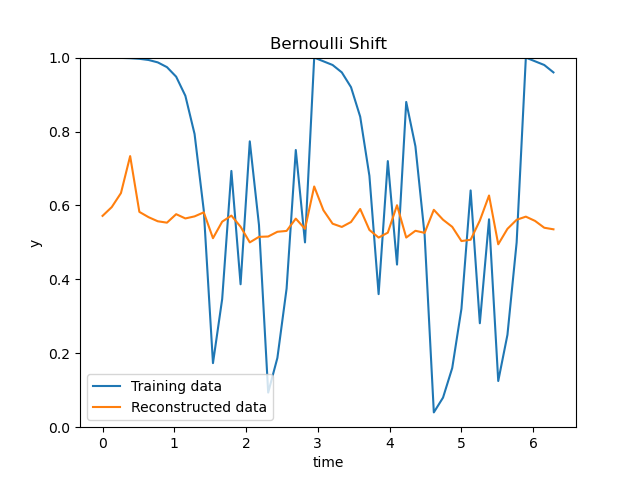 Bernoulli Shift
1.0
0.8
0.6
0.4
0.2
0.0
y
Training data
Reconstructed data
0 1 2 3 4 5 6
time